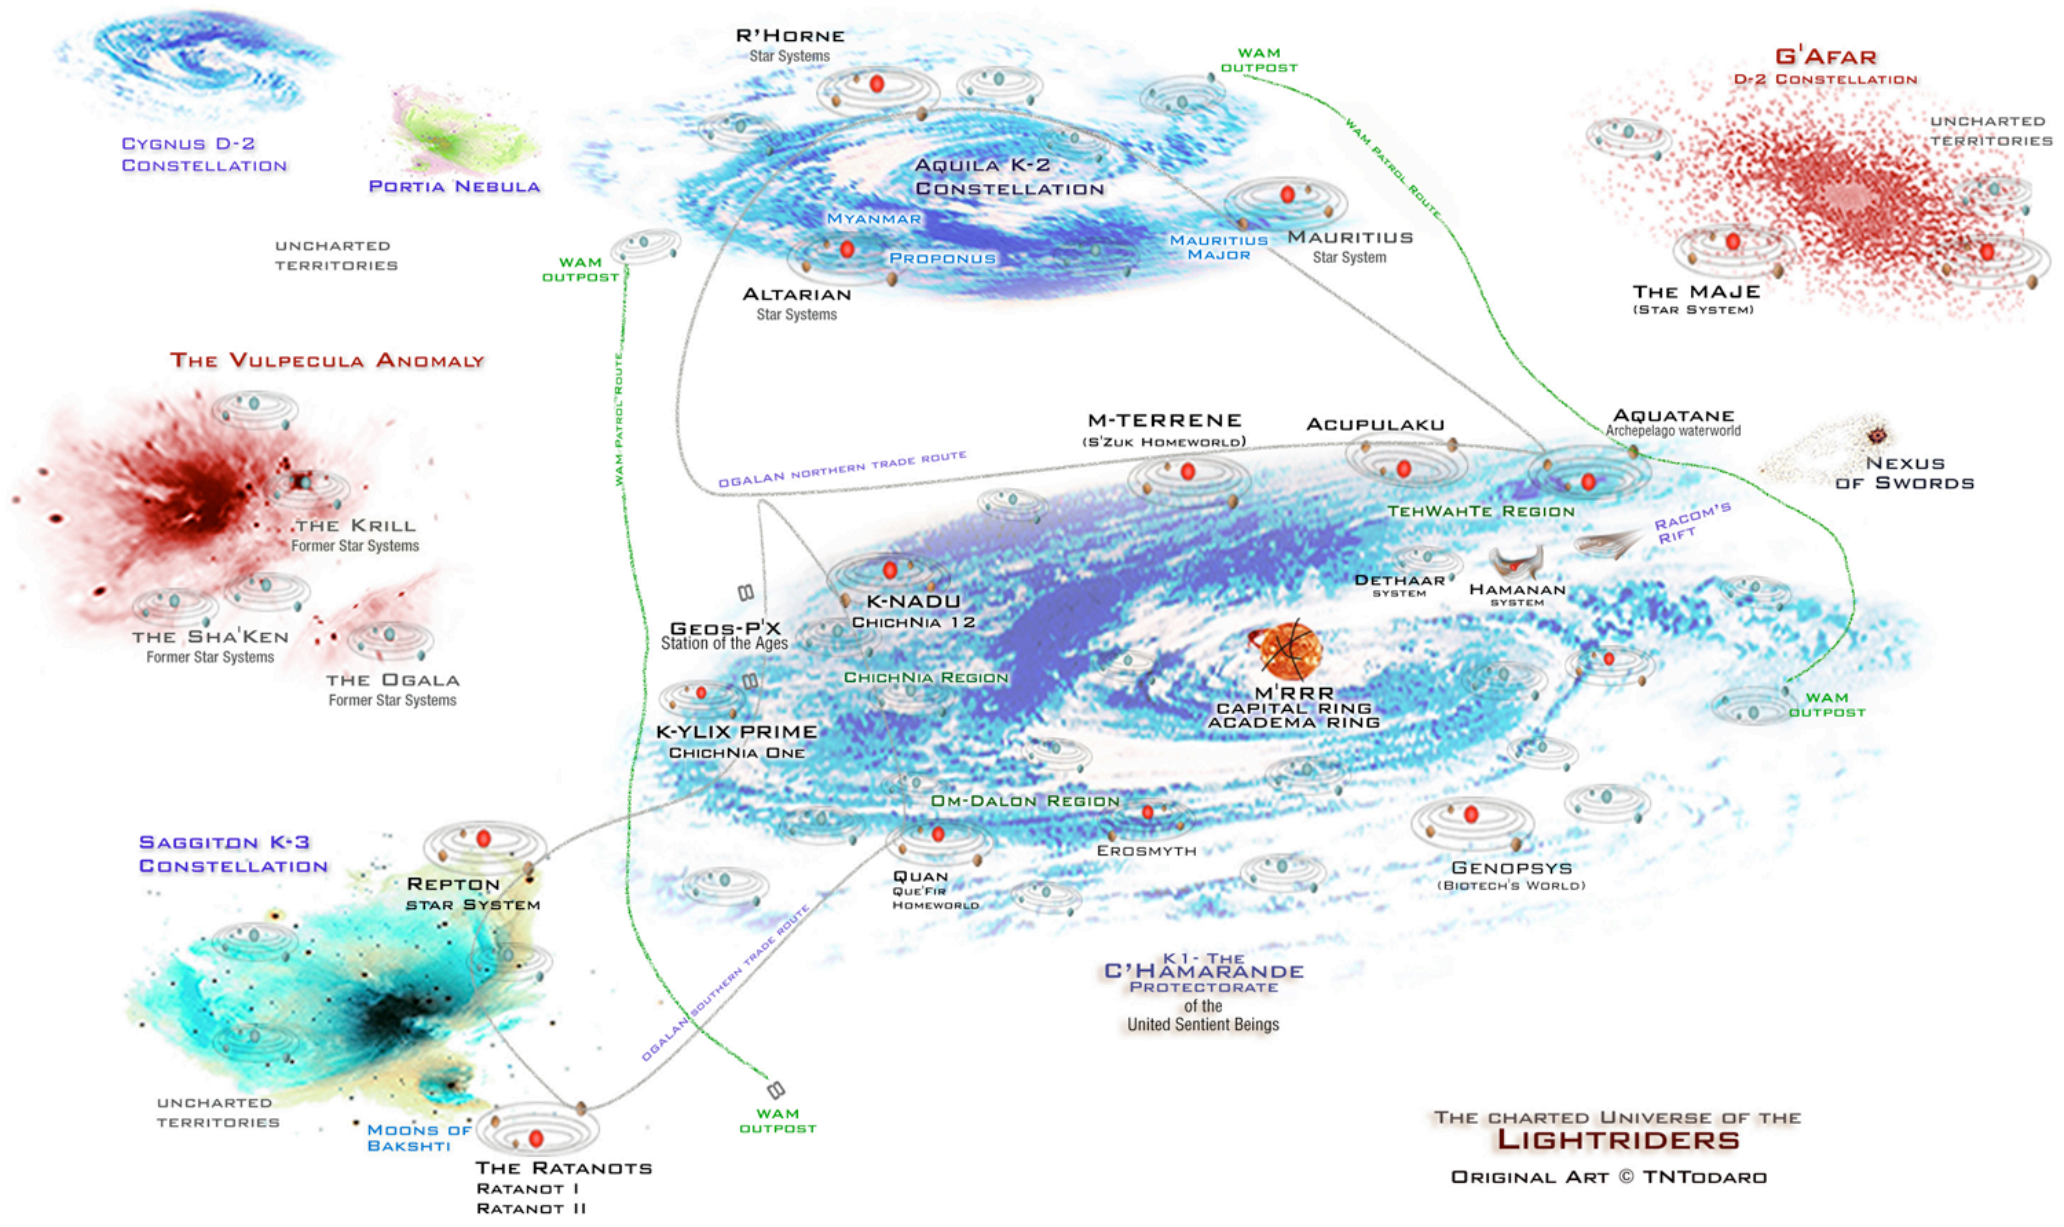 R'HORNE
Star Systems
WAM
OUTPOST
G'AFAR
D-2 CONSTELLATION
UNCHARTED
TERRITORIES
CYGNUS D-2
CONSTELLATION
PORTIA NEBULA
WAM PATROL ROUTE
AQUILA K-2
CONSTELLATION
MYANMAR
PROPONUS
MAURITIUS
MAJOR
MAURITIUS
Star System
UNCHARTED
TERRITORIES
WAM
OUTPOST
ALTARIAN
Star Systems
THE MAJE
(STAR SYSTEM)
THE VULPECULA ANOMALY
WAM PATROL ROUTE
M-TERRENE
(S'ZUK HOMEWORLD)
ACUPULAKU
AQUATANE
Archepelago waterworld
OGALAN NORTHERN TRADE ROUTE
NEXUS
OF SWORDS
TEHWAHTE REGION
RACOM'S
RIFT
THE KRILL
Former Star Systems
DETHAAR
SYSTEM
HAMANAN
SYSTEM
K-NADU
CHICHNIA 12
GEOS-P'X
Station of the Ages
THE SHA'KEN
Former Star Systems
THE OGALA
Former Star Systems
CHICHNIA REGION
M'RRR
CAPITAL RING
ACADEMA RING
WAM
OUTPOST
K-YLIX PRIME
CHICHNIA ONE
OM-DALON REGION
SAGGITON K-3
CONSTELLATION
EROSMYTH
REPTON
STAR SYSTEM
QUAN
QUE'FIR
HOMEWORLD
GENOPSYS
(BIOTECH'S WORLD)
OGALAN SOUTHERN TRADE ROUTE
K1- THE
C'HAMARANDE
PROTECTORATE
of the
United Sentient Beings
UNCHARTED
TERRITORIES
MOONS OF
BAKSHTI
WAM
OUTPOST
THE RATANOTS
RATANOT I
RATANOT II
THE CHARTED UNIVERSE OF THE
LIGHTRIDERS
ORIGINAL ART © TNTODARO